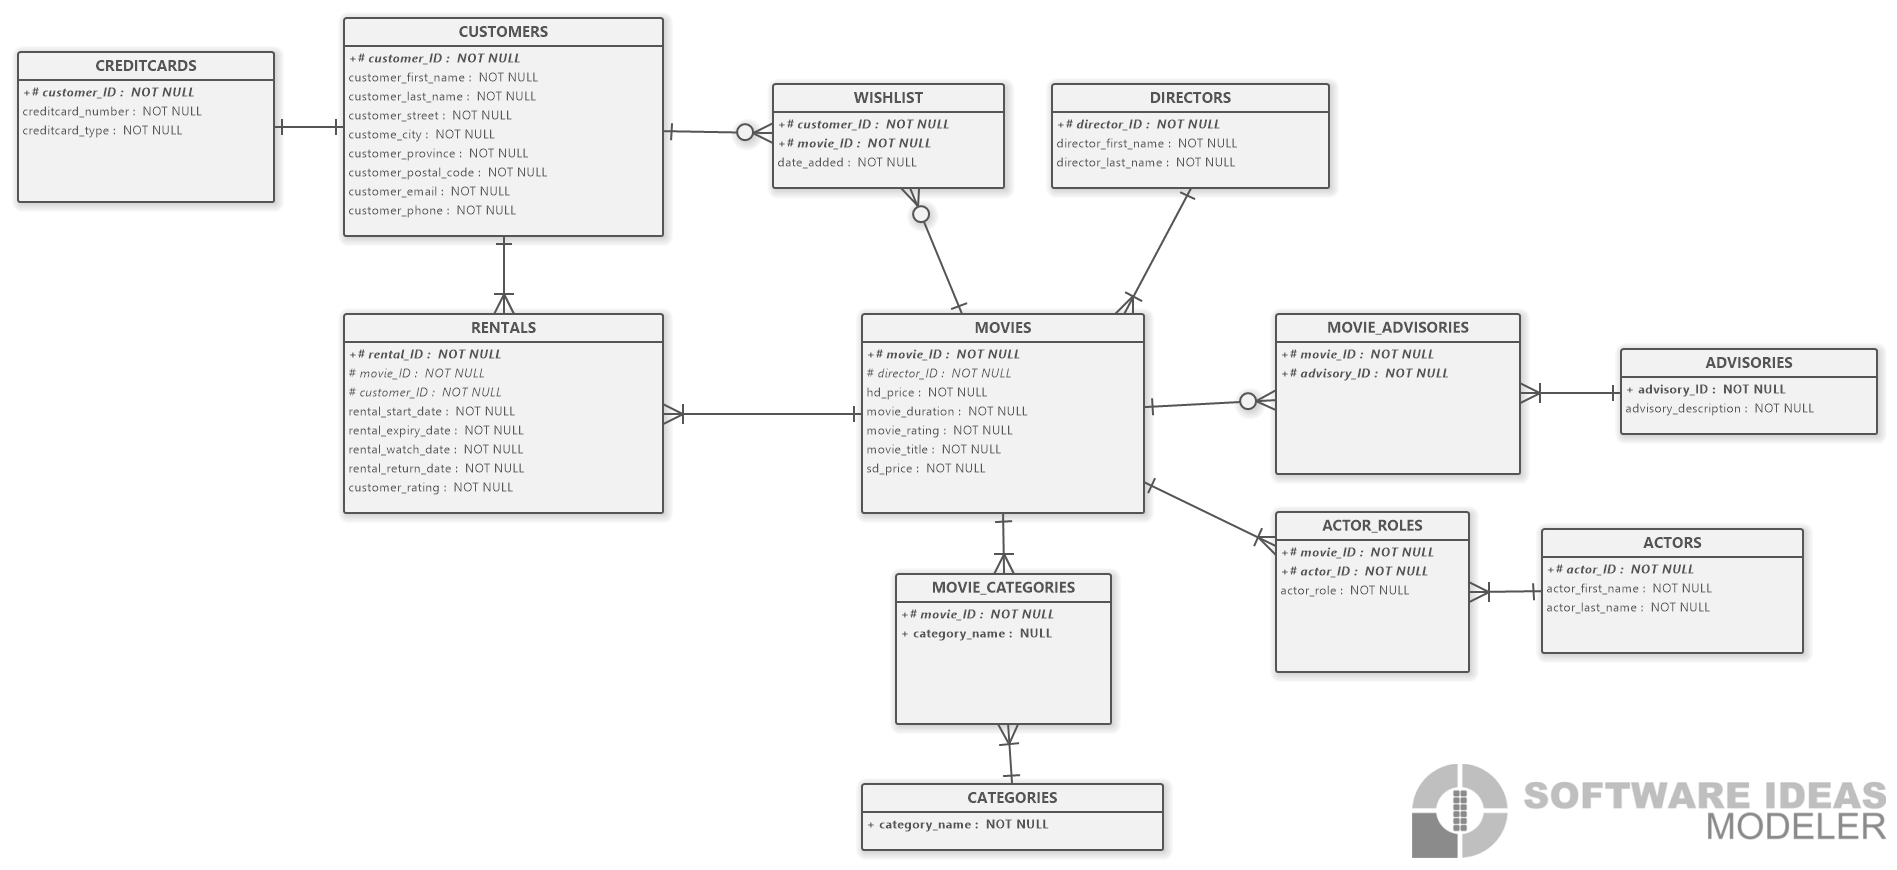 CREDITCARDS
+# customer_ID : NOT NULL
creditcard_number : NOT NULL
creditcard_type : NOT NULL
CUSTOMERS
+# customer_ID : NOT NULL
customer_first_name : NOT NULL
customer_last_name : NOT NULL
customer_street : NOT NULL
custome_city : NOT NULL
customer_province : NOT NULL
customer_postal_code : NOT NULL
customer_email : NOT NULL
customer_phone : NOT NULL
WISHLIST
+# customer_ID : NOT NULL
+# movie_ID : NOT NULL
date_added : NOT NULL
DIRECTORS
+# director_ID : NOT NULL
director_first_name : NOT NULL
director_last_name : NOT NULL
RENTALS
+# rental_ID : NOT NULL
# movie_ID : NOT NULL
# customer_ID : NOT NULL
rental_start_date : NOT NULL
rental_expiry_date : NOT NULL
rental_watch_date : NOT NULL
rental_return_date : NOT NULL
customer_rating : NOT NULL
MOVIES
+# movie_ID : NOT NULL
# director_ID : NOT NULL
hd_price : NOT NULL
movie_duration : NOT NULL
movie_rating : NOT NULL
movie_title : NOT NULL
sd_price : NOT NULL
MOVIE_ADVISORIES
+# movie_ID : NOT NULL
+# advisory_ID : NOT NULL
ADVISORIES
+ advisory_ID : NOT NULL
advisory_description : NOT NULL
ACTOR_ROLES
+# movie_ID : NOT NULL
+# actor_ID : NOT NULL
actor_role : NOT NULL
ACTORS
+# actor_ID : NOT NULL
actor_first_name : NOT NULL
actor_last_name : NOT NULL
MOVIE_CATEGORIES
+# movie_ID : NOT NULL
+ category_name : NULL
CATEGORIES
+ category_name : NOT NULL
SOFTWARE IDEAS
MODELER